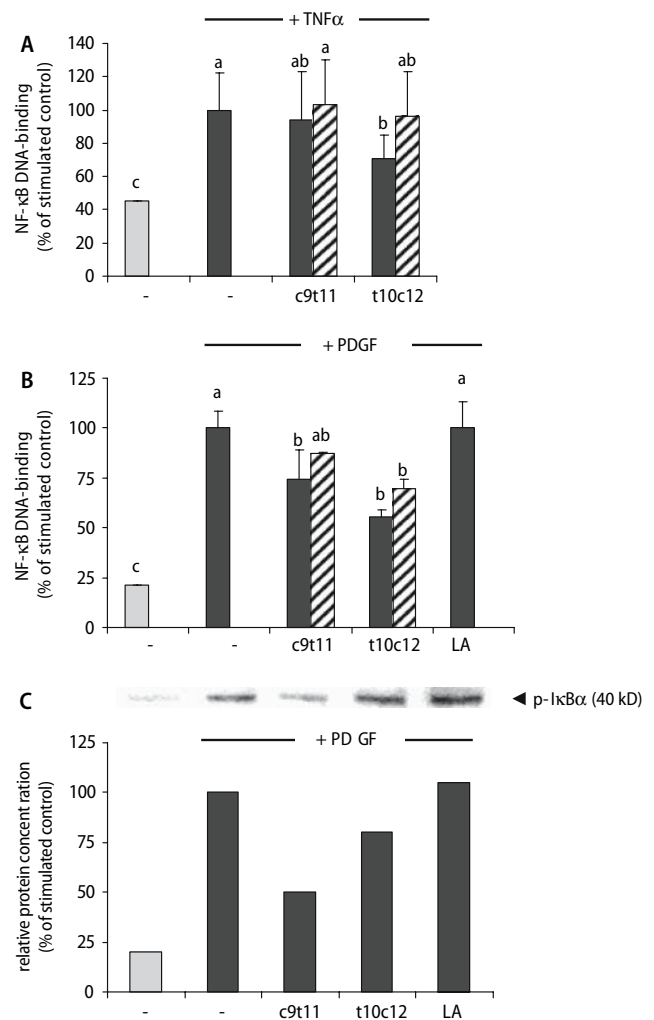 + TNFα
A
NF-κB DNA-binding
(% of stimulated control)
140
120
100
80
60
40
20
0
c
a
ab
a
b
ab
-
-
c9t11
t10c12
+ PDGF
B
NF-κB DNA-binding
(% of stimulated control)
125
100
75
50
25
0
c
a
b
ab
b
b
a
-
-
c9t11
t10c12
LA
C
◄ p-IκBα (40 kD)
+ PD GF
relative protein concent ration
(% of stimulated control)
125
100
75
50
25
0
-
-
c9t11
t10c12
LA